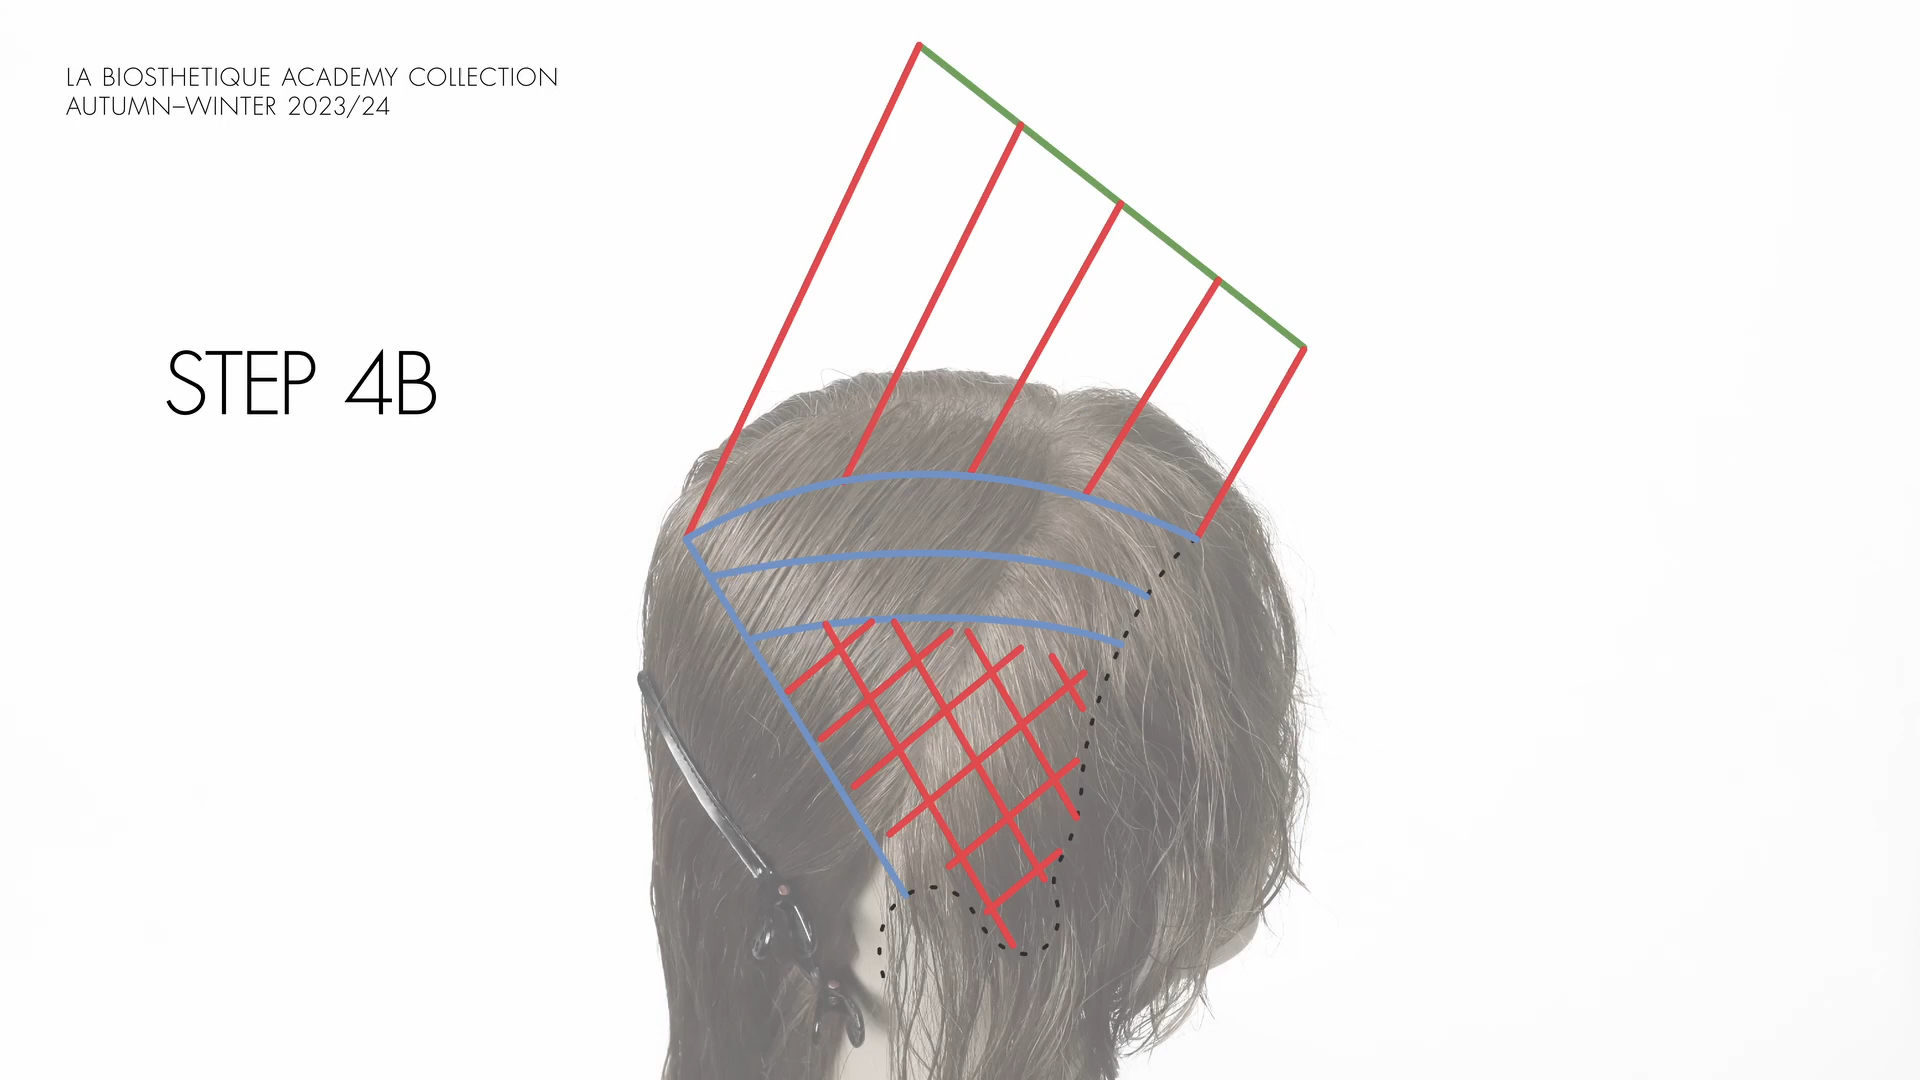 LA BIOSTHETIQUE ACADEMY COLLECTION
AUTUMN–WINTER 2023/24
STEP 4B